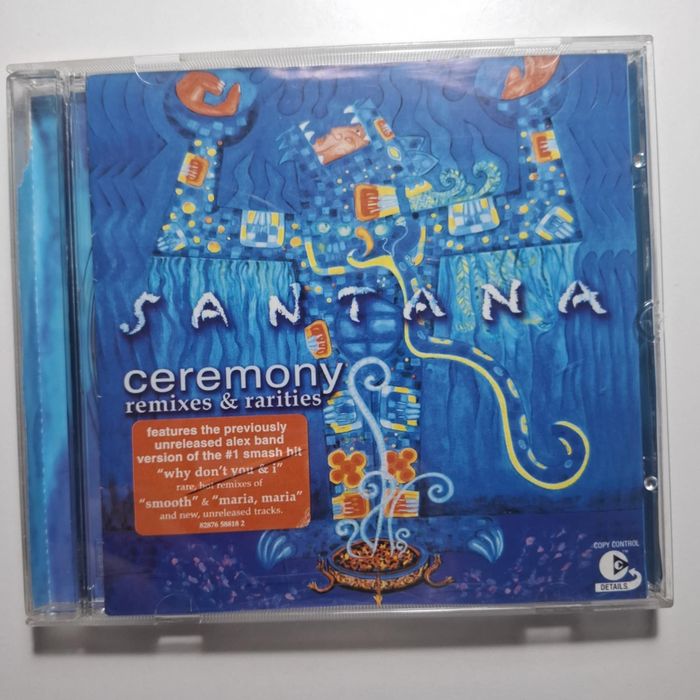 SANTANA
ceremony
remixes & rarities
features the previously
unreleased alex band
version of the #1 smash hit
"why don't you & i"
rare, hot remixes of
"smooth" & "maria, maria"
and new, unreleased tracks.
82876 58818 2
COPY CONTROL
DETAILS